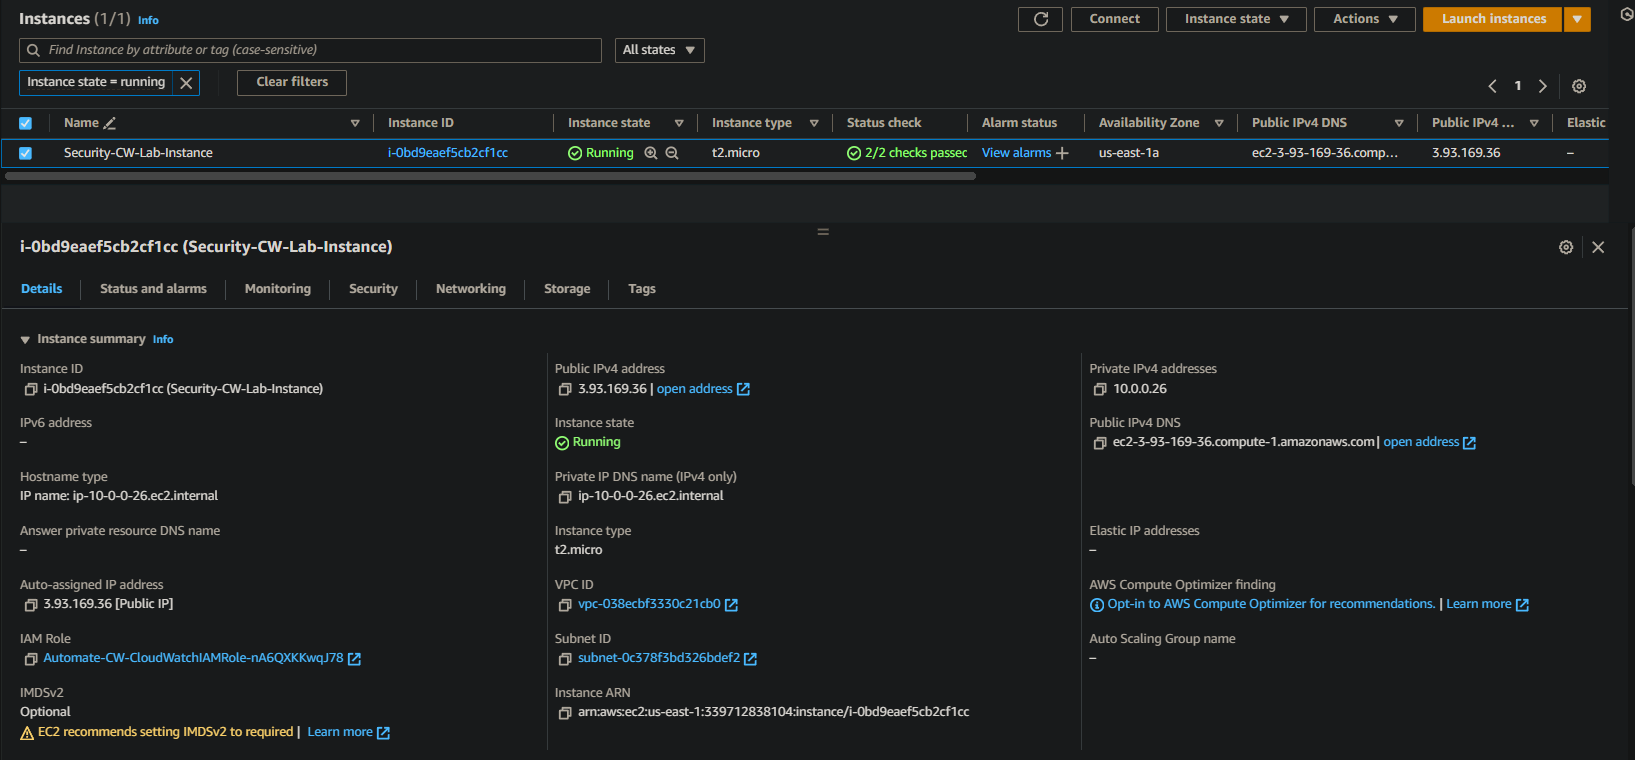 Instances (1/1) Info
Connect Instance state Actions Launch instances
Find Instance by attribute or tag (case-sensitive) All states
Instance state = running Clear filters
1
Name Instance ID Instance state Instance type Status check Alarm status Availability Zone Public IPv4 DNS Public IPv4 ... Elastic
Security-CW-Lab-Instance i-0bd9eaef5cb2cf1cc Running t2.micro 2/2 checks passec View alarms + us-east-1a ec2-3-93-169-36.comp... 3.93.169.36 –
i-0bd9eaef5cb2cf1cc (Security-CW-Lab-Instance)
Details Status and alarms Monitoring Security Networking Storage Tags
Instance summary Info
Instance ID
i-0bd9eaef5cb2cf1cc (Security-CW-Lab-Instance)
Public IPv4 address
3.93.169.36 | open address
Private IPv4 addresses
10.0.0.26
IPv6 address
–
Instance state
Running
Public IPv4 DNS
ec2-3-93-169-36.compute-1.amazonaws.com | open address
Hostname type
IP name: ip-10-0-0-26.ec2.internal
Private IP DNS name (IPv4 only)
ip-10-0-0-26.ec2.internal
Answer private resource DNS name
–
Instance type
t2.micro
Elastic IP addresses
–
Auto-assigned IP address
3.93.169.36 [Public IP]
VPC ID
vpc-038ecbf3330c21cb0
AWS Compute Optimizer finding
Opt-in to AWS Compute Optimizer for recommendations. | Learn more
IAM Role
Automate-CW-CloudWatchIAMRole-nA6QXKKwqJ78
Subnet ID
subnet-0c378f3bd326bdef2
Auto Scaling Group name
–
IMDSv2
Optional
EC2 recommends setting IMDSv2 to required | Learn more
Instance ARN
arn:aws:ec2:us-east-1:339712838104:instance/i-0bd9eaef5cb2cf1cc